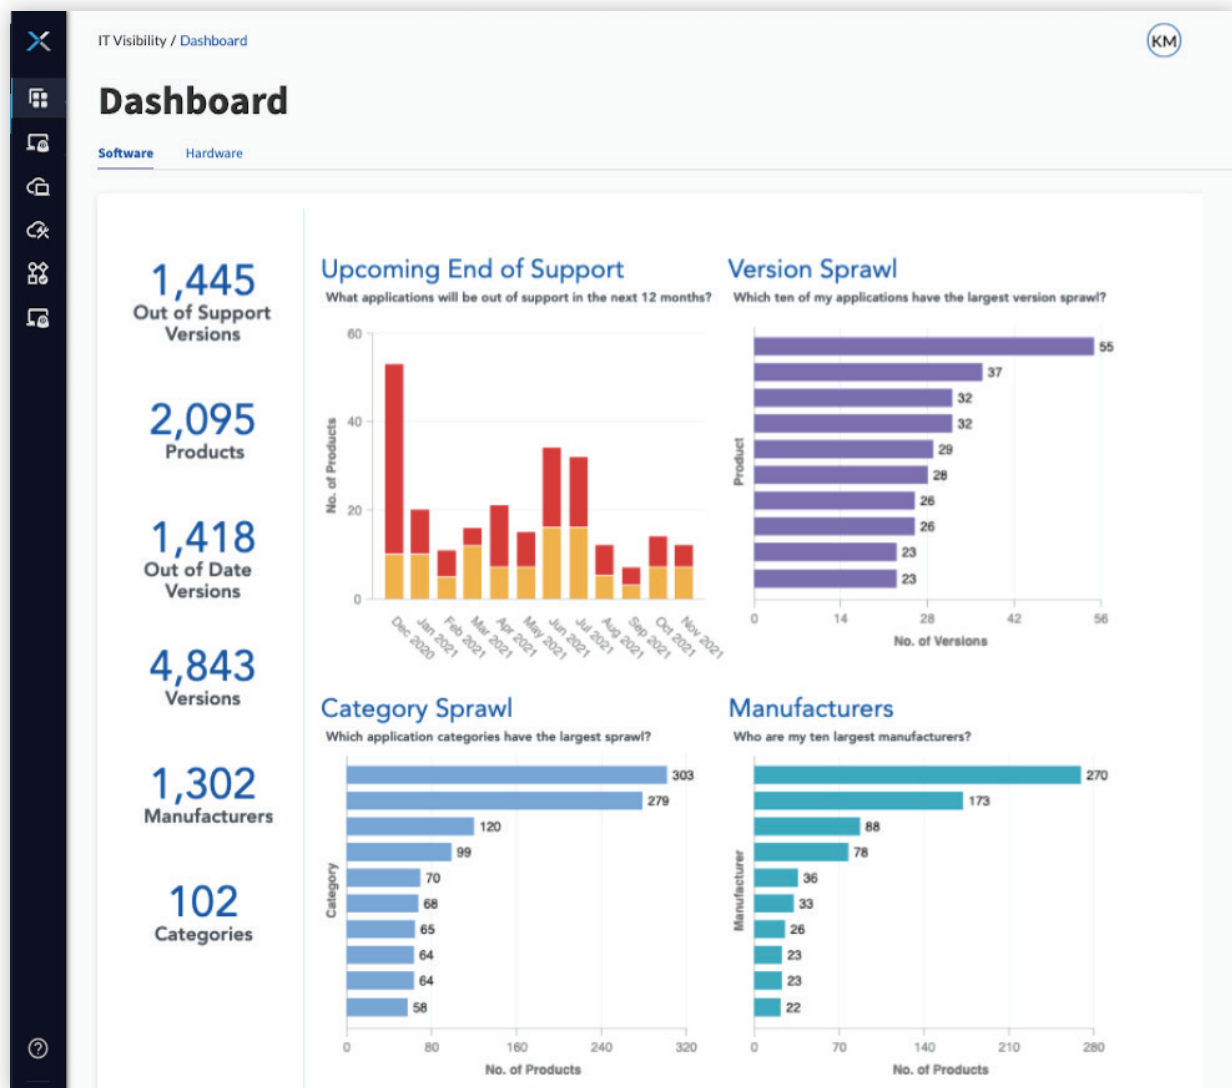 IT Visibility / Dashboard
KM
Dashboard
Software
Hardware
1,445
Out of Support
Versions
2,095
Products
1,418
Out of Date
Versions
4,843
Versions
1,302
Manufacturers
102
Categories
Upcoming End of Support
What applications will be out of support in the next 12 months?
No. of Products
60
40
20
0
Dec 2020
Jan 2021
Feb 2021
Mar 2021
Apr 2021
May 2021
Jun 2021
Jul 2021
Aug 2021
Sep 2021
Oct 2021
Nov 2021
Version Sprawl
Which ten of my applications have the largest version sprawl?
Product
55
37
32
32
29
28
26
26
23
23
0 14 28 42 56
No. of Versions
Category Sprawl
Which application categories have the largest sprawl?
Category
303
279
120
99
70
68
65
64
64
58
0 80 160 240 320
No. of Products
Manufacturers
Who are my ten largest manufacturers?
Manufacturer
270
173
88
78
36
33
26
23
23
22
0 70 140 210 280
No. of Products
?